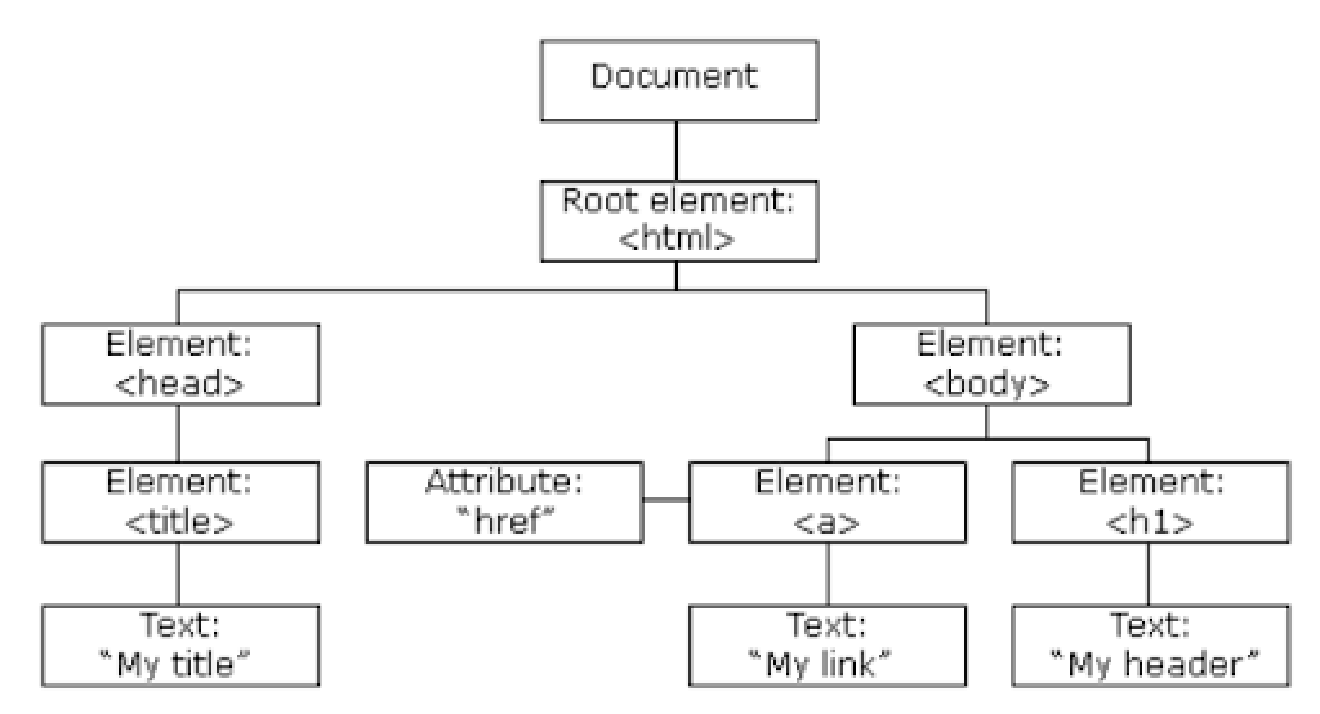 Document
Root element:
<html>
Element:
<head>
Element:
<body>
Element:
<title>
Attribute:
“href”
Element:
<a>
Element:
<h1>
Text:
“My title”
Text:
“My link”
Text:
“My header”